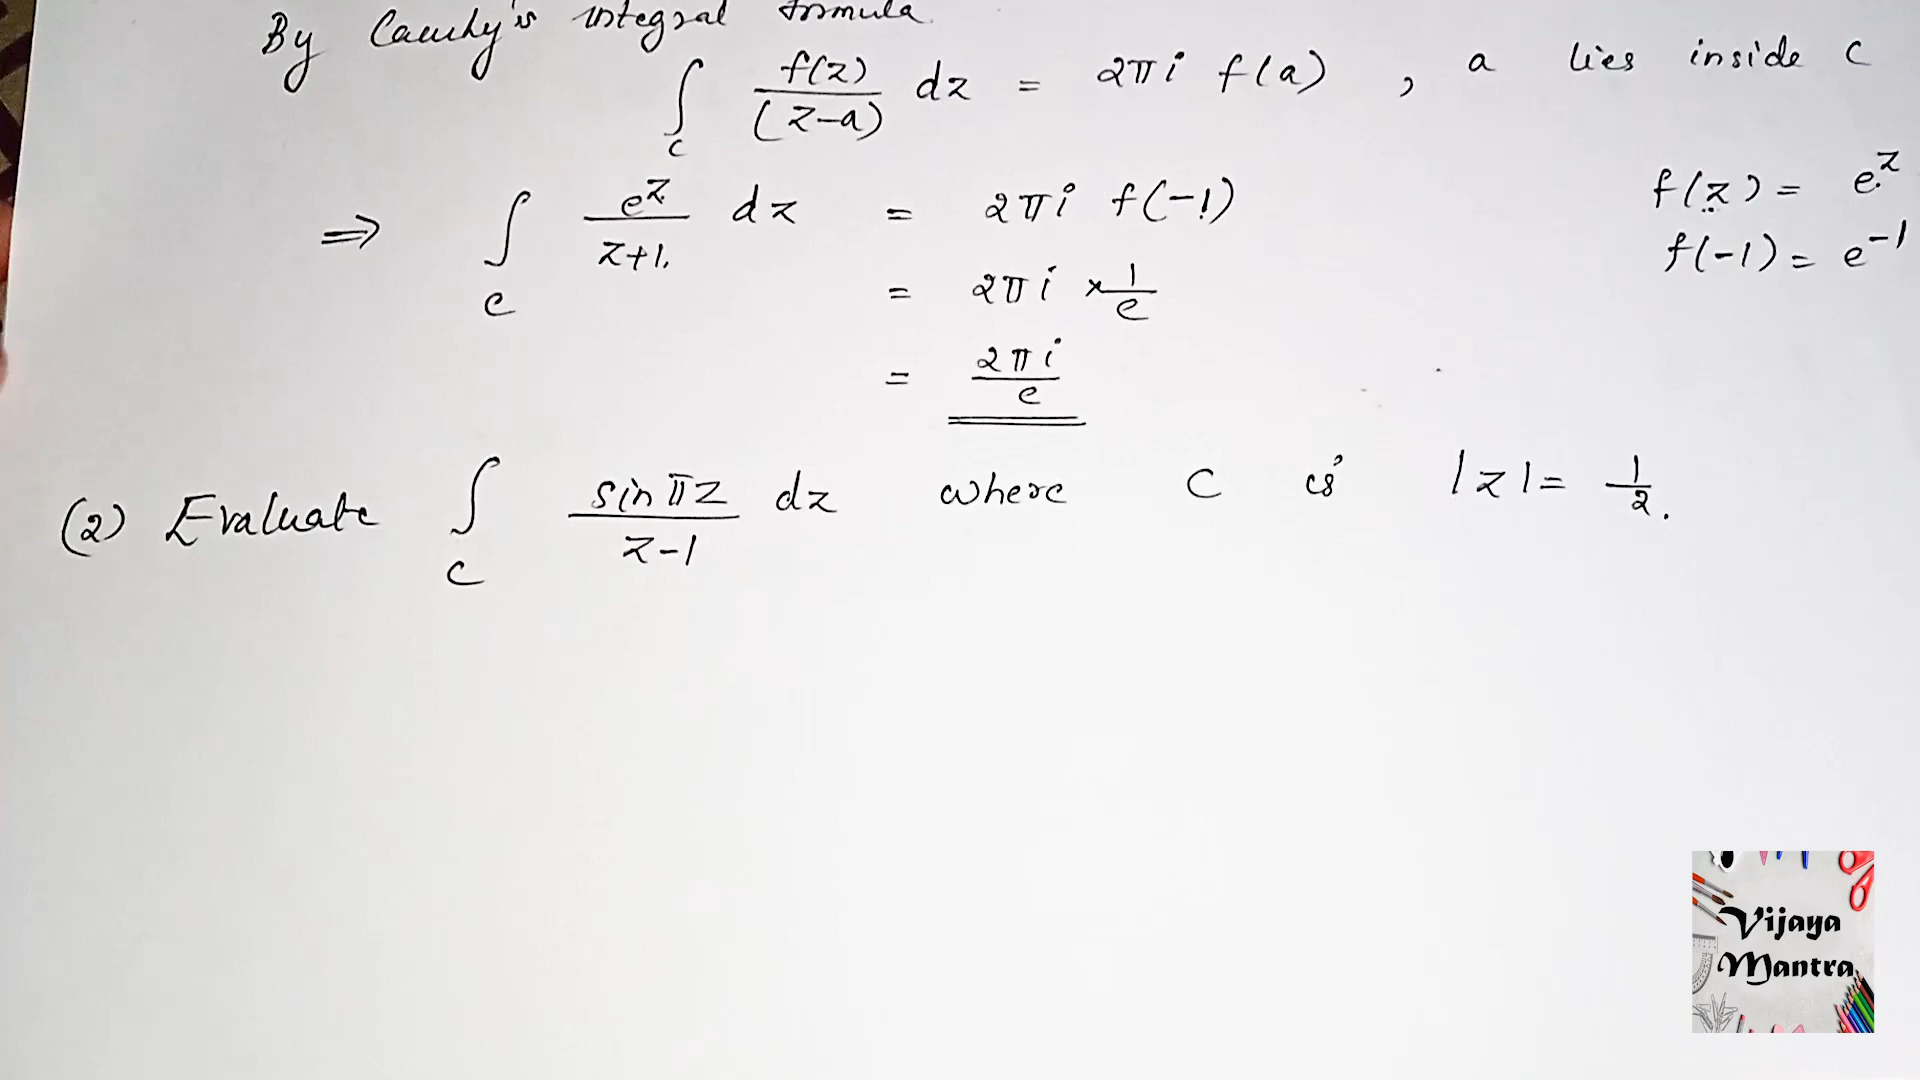 By Cauchy's integral formula
∫_C f(z)/(z-a) dz = 2πi f(a) , a lies inside C
⇒ ∫_C e^z/z+1. dz = 2πi f(-1)
f(z) = e^z
f(-1) = e^-1
= 2πi × 1/e
= 2πi/e
(2) Evaluate ∫_C sin πz/z-1 dz where C is |z| = 1/2.
Vijaya
Mantra